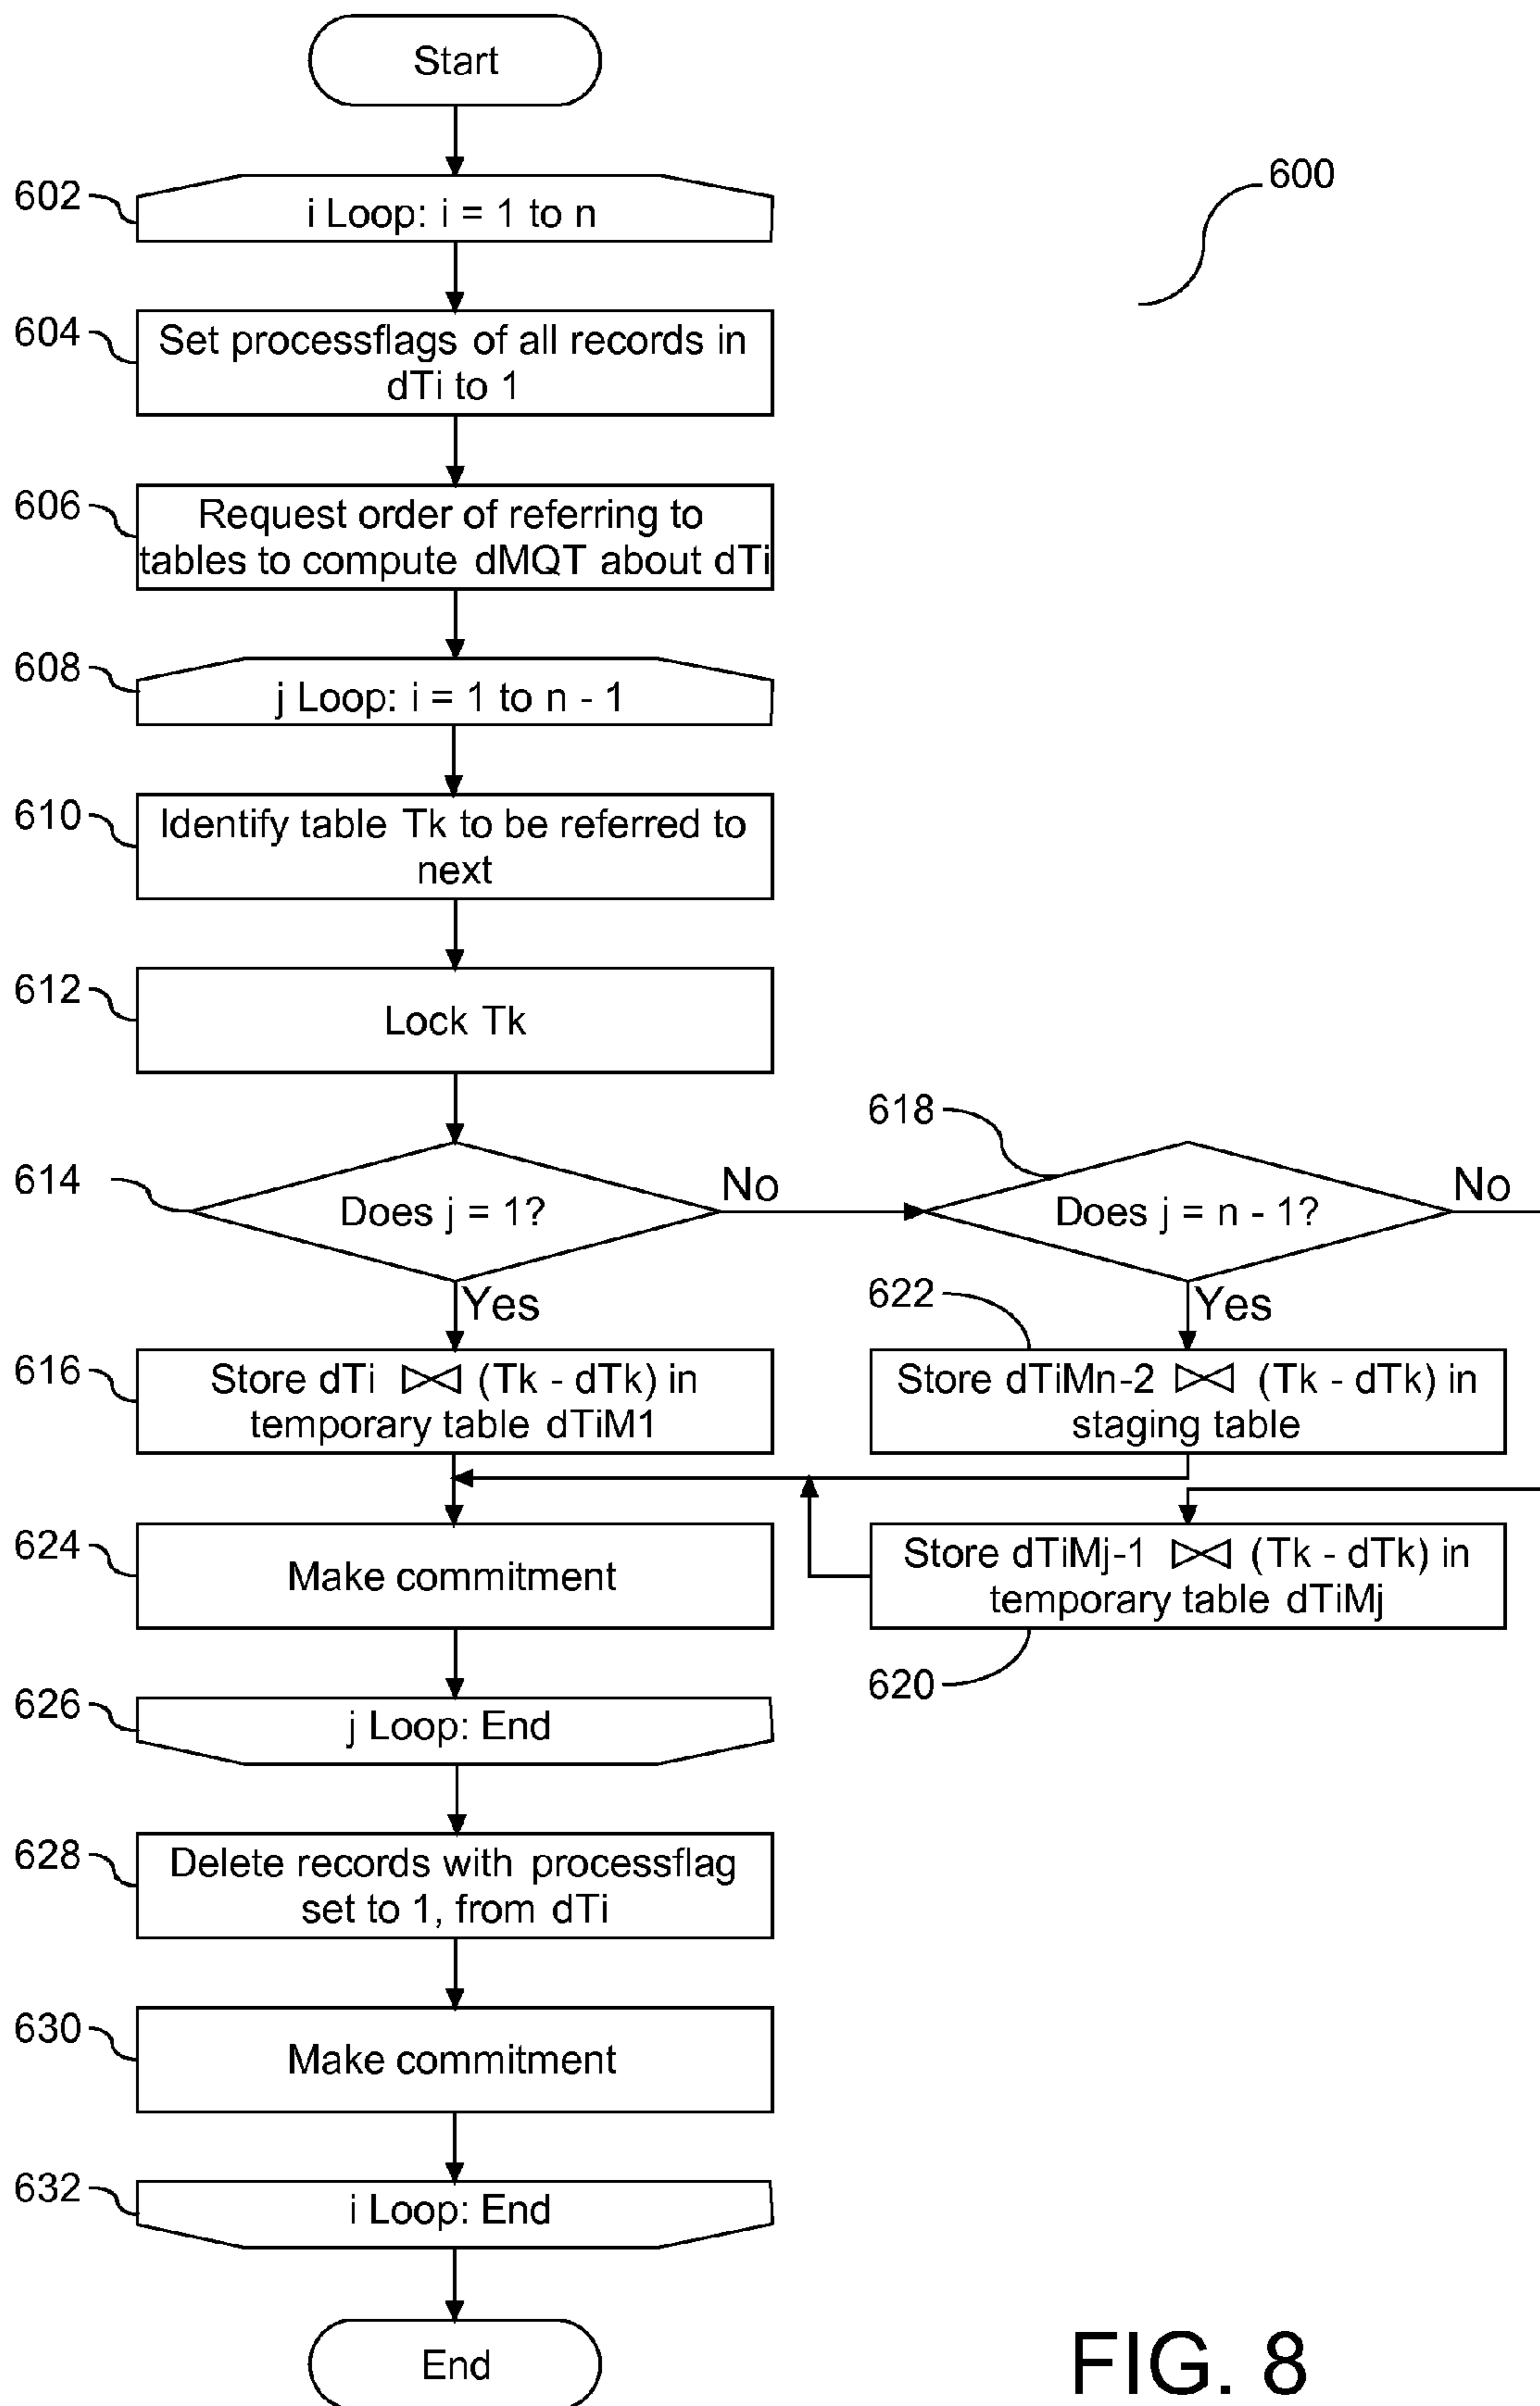 Start
600
602
i Loop: i = 1 to n
604
Set processflags of all records in
dTi to 1
606
Request order of referring to
tables to compute dMQT about dTi
608
j Loop: i = 1 to n - 1
610
Identify table Tk to be referred to
next
612
Lock Tk
614
Does j = 1?
No
618
Does j = n - 1?
No
Yes
622
Yes
616
Store dTi ⋈ (Tk - dTk) in
temporary table dTiM1
Store dTiMn-2 ⋈ (Tk - dTk) in
staging table
624
Make commitment
Store dTiMj-1 ⋈ (Tk - dTk) in
temporary table dTiMj
620
626
j Loop: End
628
Delete records with processflag
set to 1, from dTi
630
Make commitment
632
i Loop: End
End
FIG. 8